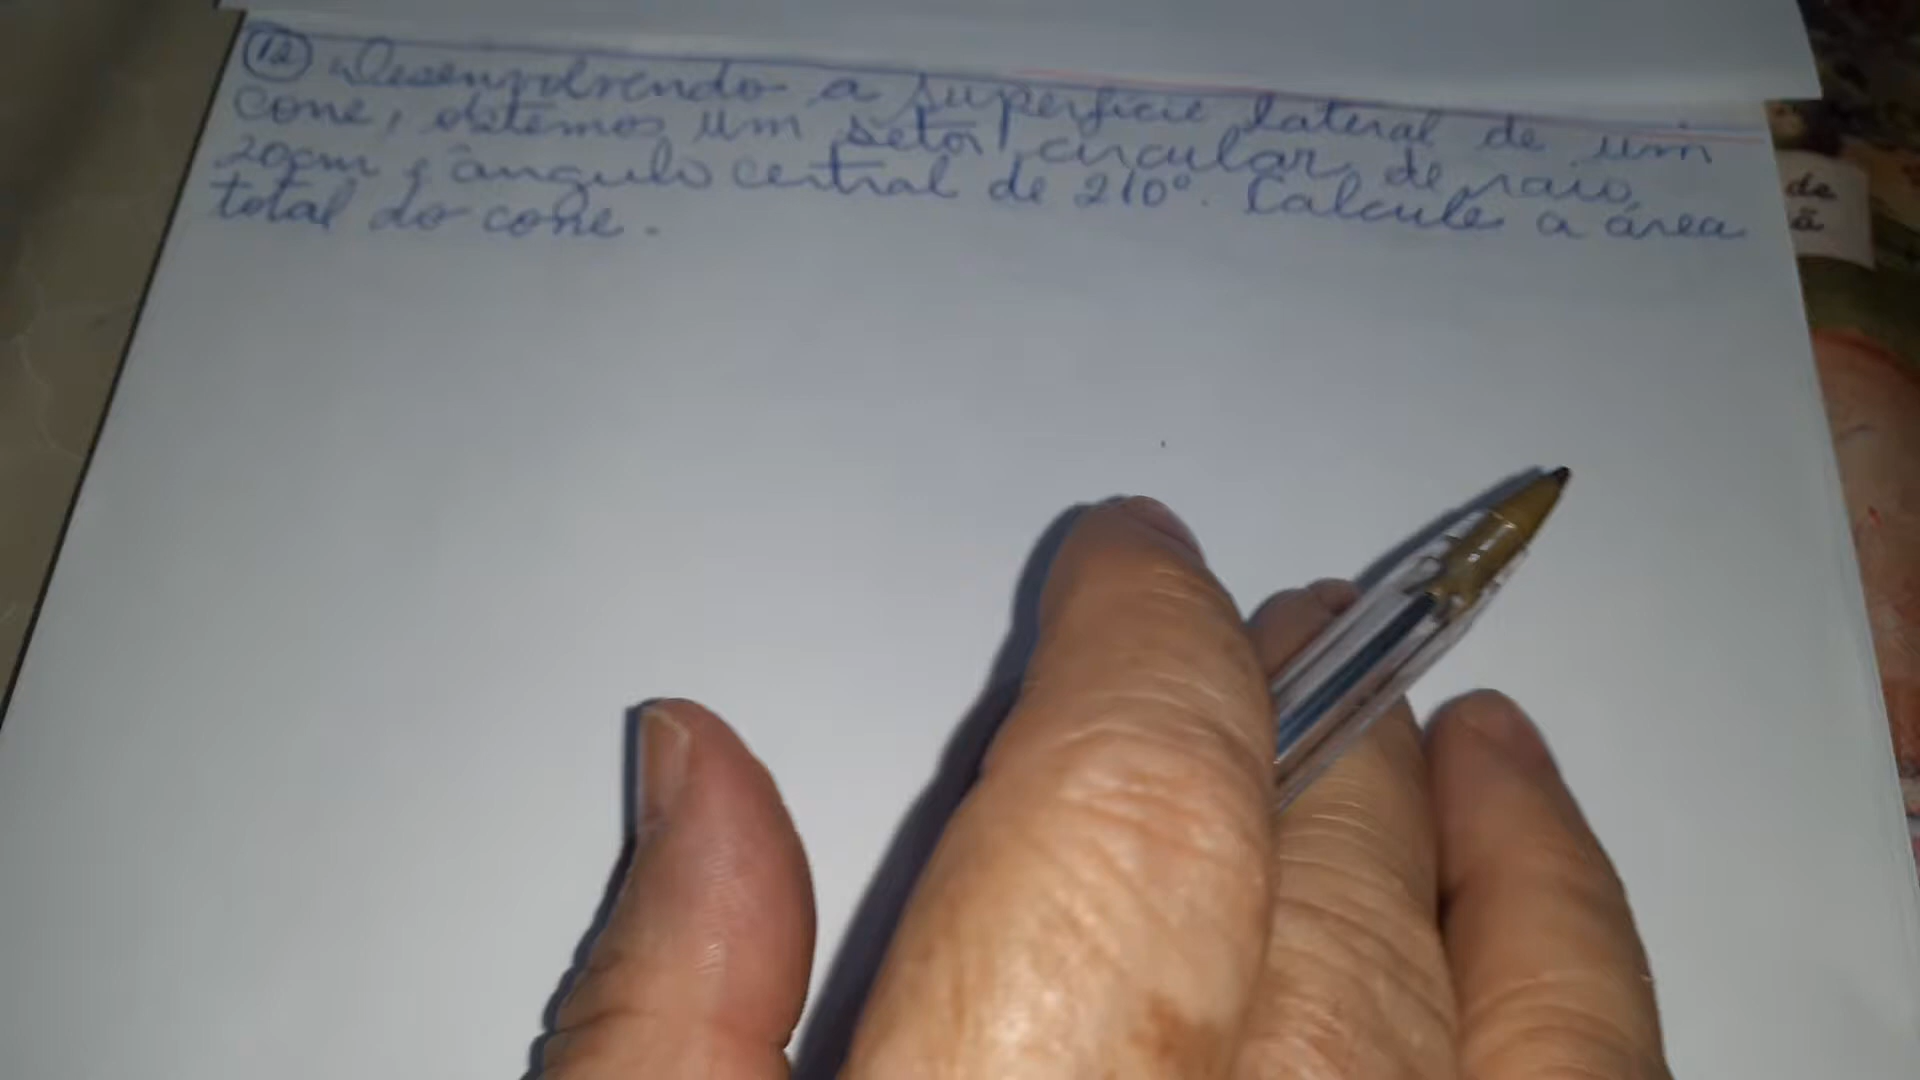 12 Desenvolvendo a superfície lateral de um
cone, obtemos um setor circular de raio
20cm e ângulo central de 210°. Calcule a área
total do cone.
de
ã